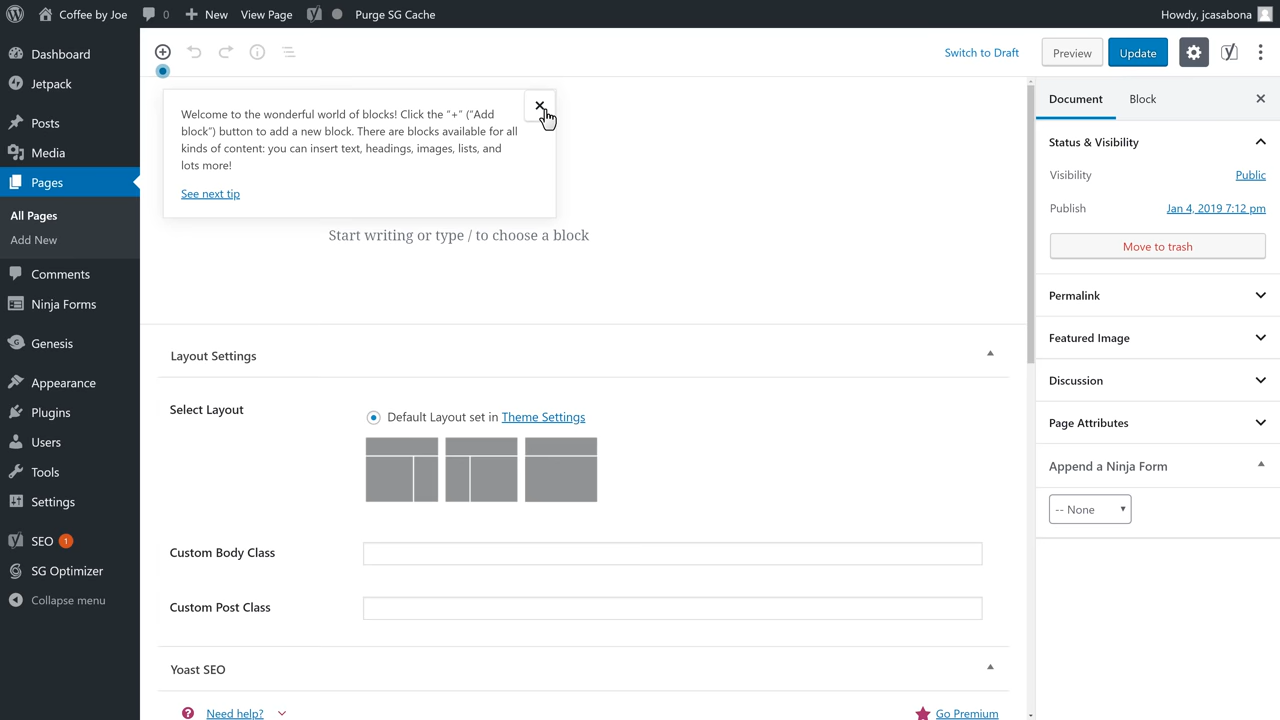 Coffee by Joe
0
New
View Page
Purge SG Cache
Howdy, jcasabona
Dashboard
Jetpack
Posts
Media
Pages
All Pages
Add New
Comments
Ninja Forms
Genesis
Appearance
Plugins
Users
Tools
Settings
SEO 1
SG Optimizer
Collapse menu
Switch to Draft
Preview
Update
Welcome to the wonderful world of blocks! Click the "+" ("Add
block") button to add a new block. There are blocks available for all
kinds of content: you can insert text, headings, images, lists, and
lots more!
See next tip
Start writing or type / to choose a block
Layout Settings
Select Layout
Default Layout set in Theme Settings
Custom Body Class
Custom Post Class
Yoast SEO
Need help?
Go Premium
Document
Block
Status & Visibility
Visibility
Public
Publish
Jan 4, 2019 7:12 pm
Move to trash
Permalink
Featured Image
Discussion
Page Attributes
Append a Ninja Form
-- None